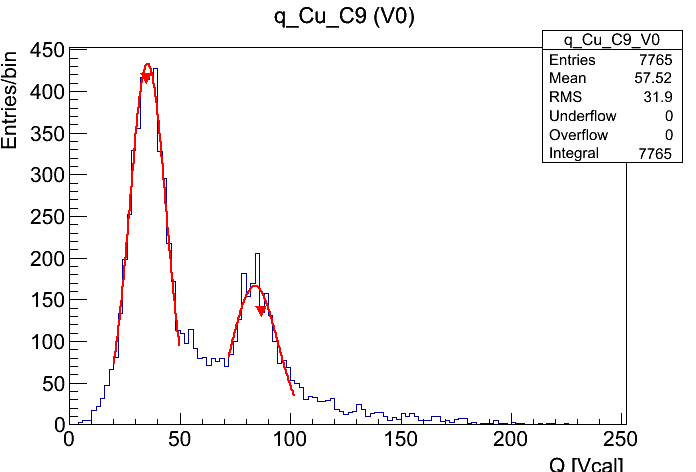 q_Cu_C9 (V0)
q_Cu_C9_V0
Entries 7765
Mean 57.52
RMS 31.9
Underflow 0
Overflow 0
Integral 7765
Entries/bin
450
400
350
300
250
200
150
100
50
0
0 50 100 150 200 250
Q [Vcal]